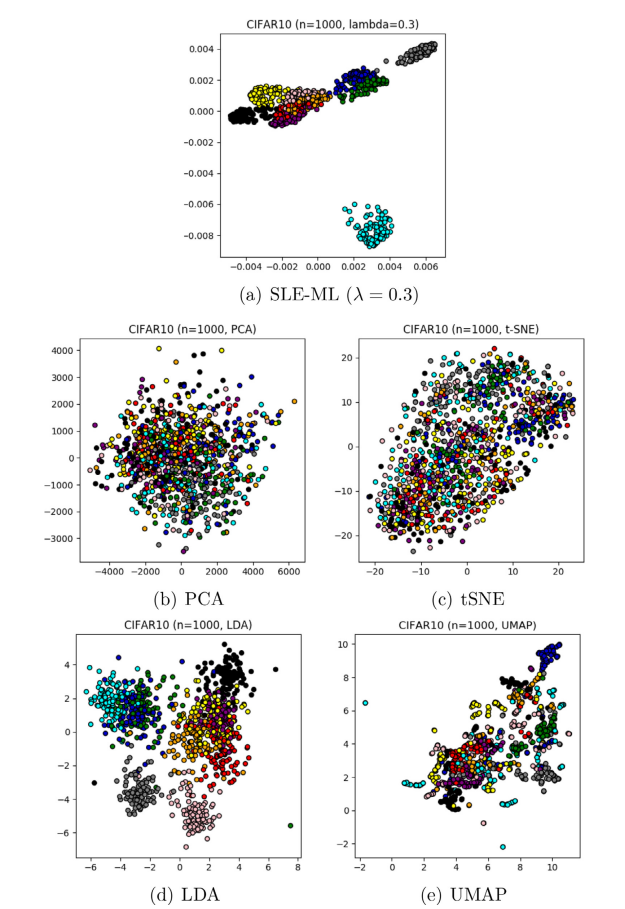 CIFAR10 (n=1000, lambda=0.3)
0.004
0.002
0.000
−0.002
−0.004
−0.006
−0.008
−0.004 −0.002 0.000 0.002 0.004 0.006
(a) SLE-ML (λ = 0.3)
CIFAR10 (n=1000, PCA)
4000
3000
2000
1000
0
−1000
−2000
−3000
−4000 −2000 0 2000 4000 6000
(b) PCA
CIFAR10 (n=1000, t-SNE)
20
10
0
−10
−20
−20 −10 0 10 20
(c) tSNE
CIFAR10 (n=1000, LDA)
4
2
0
−2
−4
−6
−6 −4 −2 0 2 4 6 8
(d) LDA
CIFAR10 (n=1000, UMAP)
10
8
6
4
2
0
−2
−2 0 2 4 6 8 10
(e) UMAP